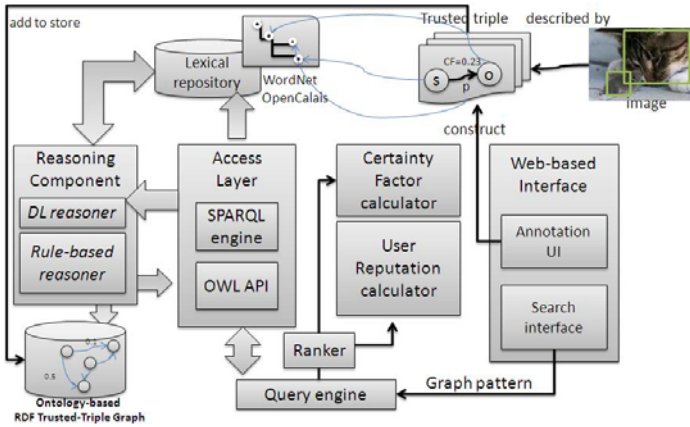 add to store
Trusted triple
described by
Lexical
repository
WordNet
OpenCalais
CF=0.23
S
O
p
image
construct
Reasoning
Component
DL reasoner
Rule-based
reasoner
Access
Layer
SPARQL
engine
OWL API
Certainty
Factor
calculator
User
Reputation
calculator
Web-based
Interface
Annotation
UI
Search
interface
Ranker
Query engine
Graph pattern
0.1
0.5
Ontology-based
RDF Trusted-Triple Graph